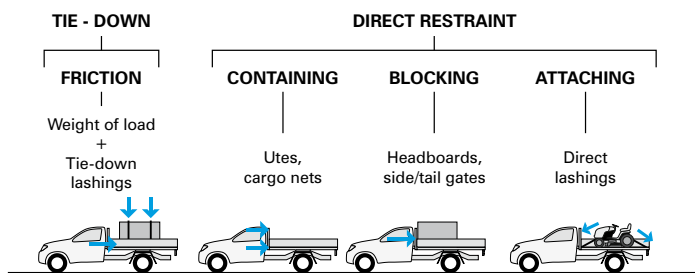 TIE - DOWN
DIRECT RESTRAINT
FRICTION
CONTAINING
BLOCKING
ATTACHING
Weight of load
+
Tie-down
lashings
Utes,
cargo nets
Headboards,
side/tail gates
Direct
lashings